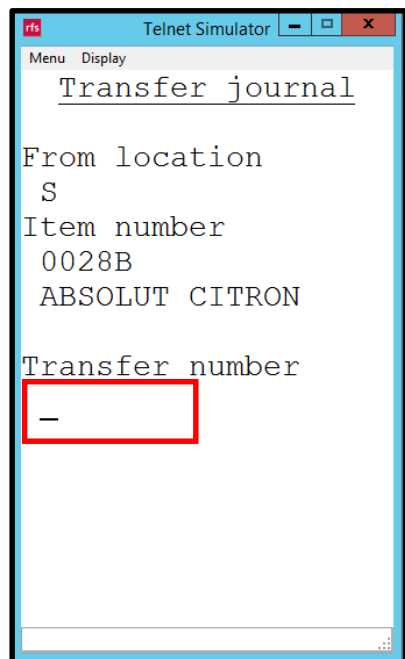 rfs Telnet Simulator
Menu Display
Transfer journal
From location
S
Item number
0028B
ABSOLUT CITRON
Transfer number
_